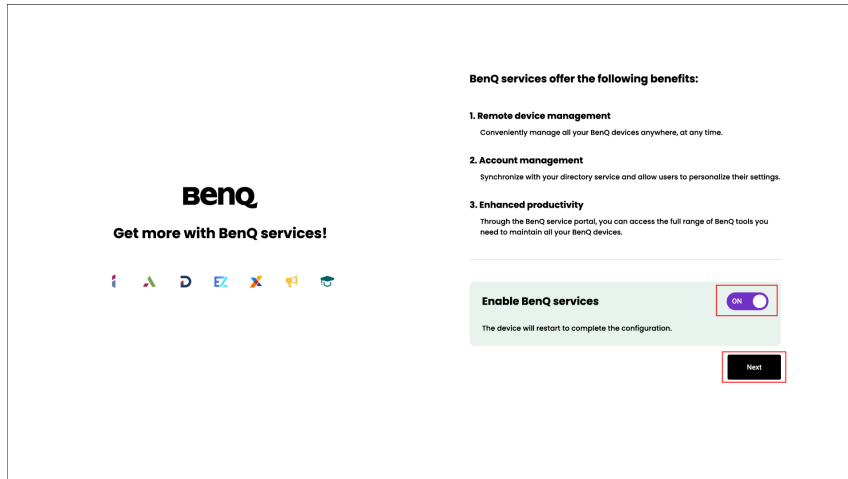 BenQ
Get more with BenQ services!
EZ
BenQ services offer the following benefits:
1. Remote device management
Conveniently manage all your BenQ devices anywhere, at any time.
2. Account management
Synchronize with your directory service and allow users to personalize their settings.
3. Enhanced productivity
Through the BenQ service portal, you can access the full range of BenQ tools you
need to maintain all your BenQ devices.
Enable BenQ services
ON
The device will restart to complete the configuration.
Next